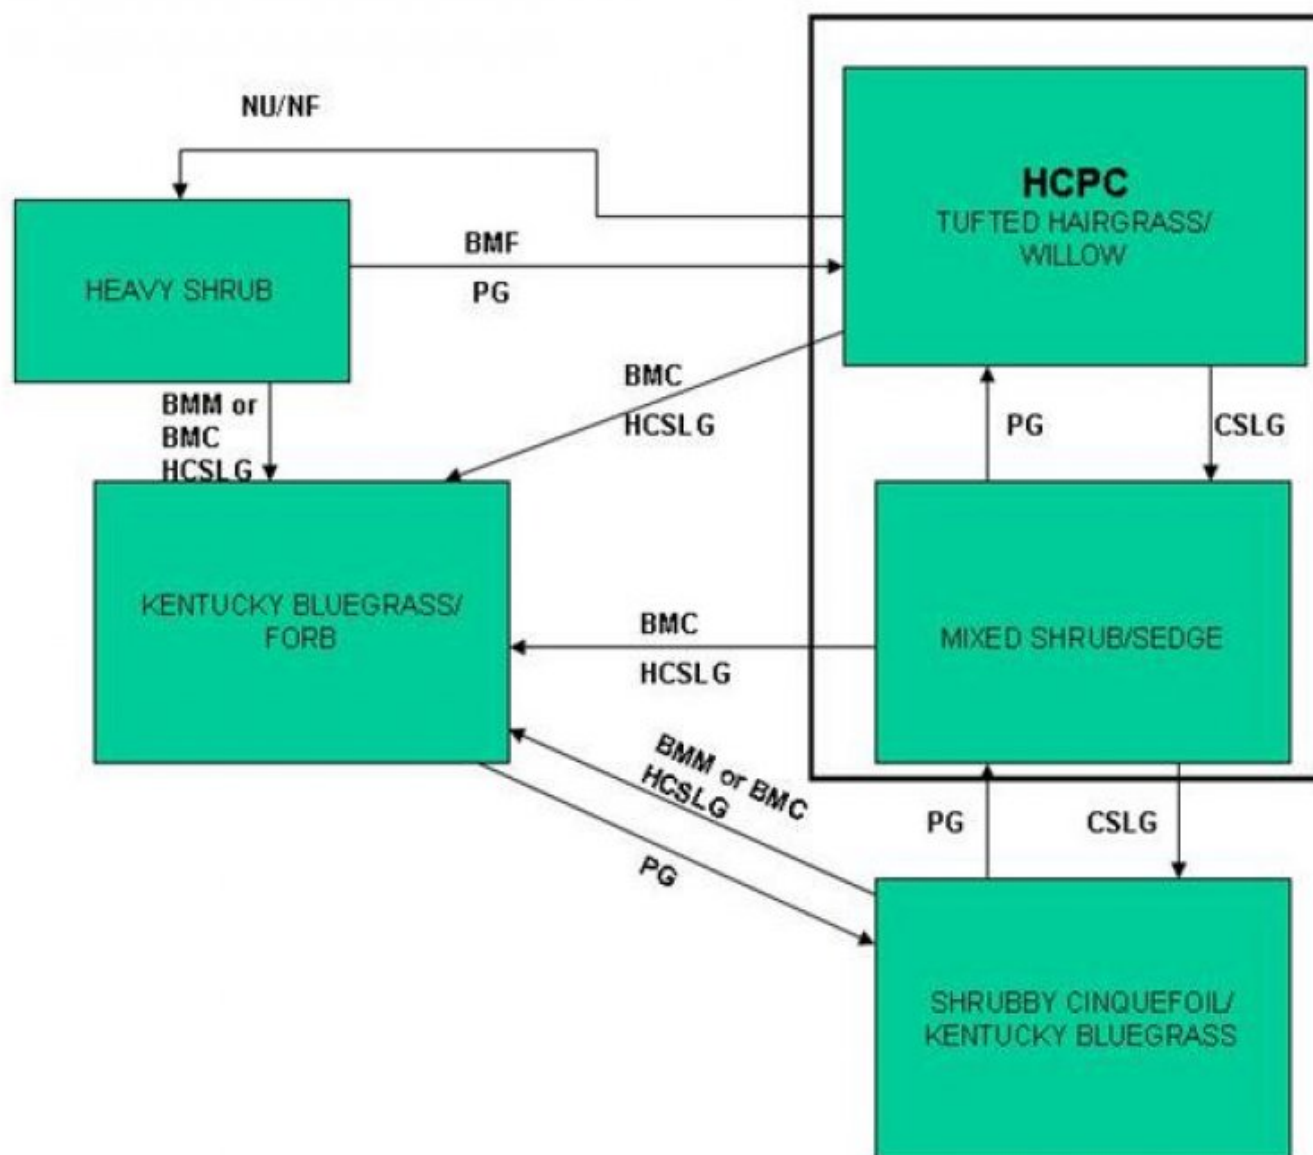 NU/NF
HCPC
TUFTED HAIRGRASS/
WILLOW
BMF
PG
HEAVY SHRUB
BMC
HCSLG
BMM or
BMC
HCSLG
PG
CSLG
KENTUCKY BLUEGRASS/
FORB
BMC
HCSLG
MIXED SHRUB/SEDGE
BMM or BMC
HCSLG
PG
PG
CSLG
SHRUBBY CINQUEFOIL/
KENTUCKY BLUEGRASS